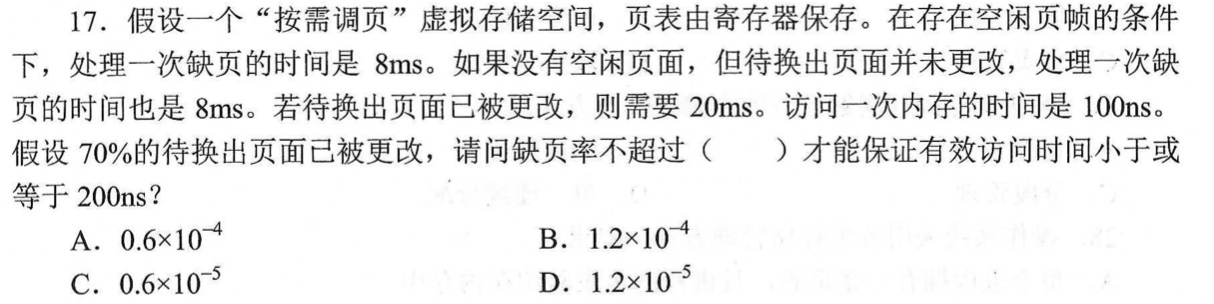 17．假设一个“按需调页”虚拟存储空间，页表由寄存器保存。在存在空闲页帧的条件
下，处理一次缺页的时间是 8ms。如果没有空闲页面，但待换出页面并未更改，处理一次缺
页的时间也是 8ms。若待换出页面已被更改，则需要 20ms。访问一次内存的时间是 100ns。
假设 70%的待换出页面已被更改，请问缺页率不超过（　　）才能保证有效访问时间小于或
等于 200ns？
A．0.6×10⁻⁴ B．1.2×10⁻⁴
C．0.6×10⁻⁵ D．1.2×10⁻⁵